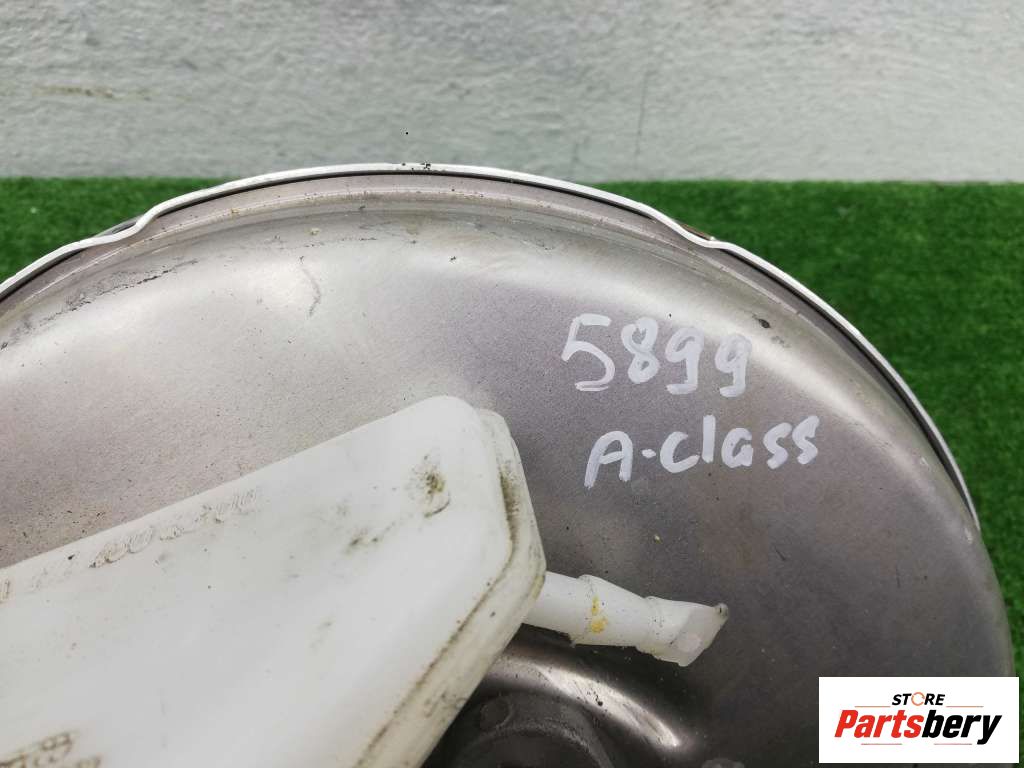 5899
A-class
STORE
Partsbery